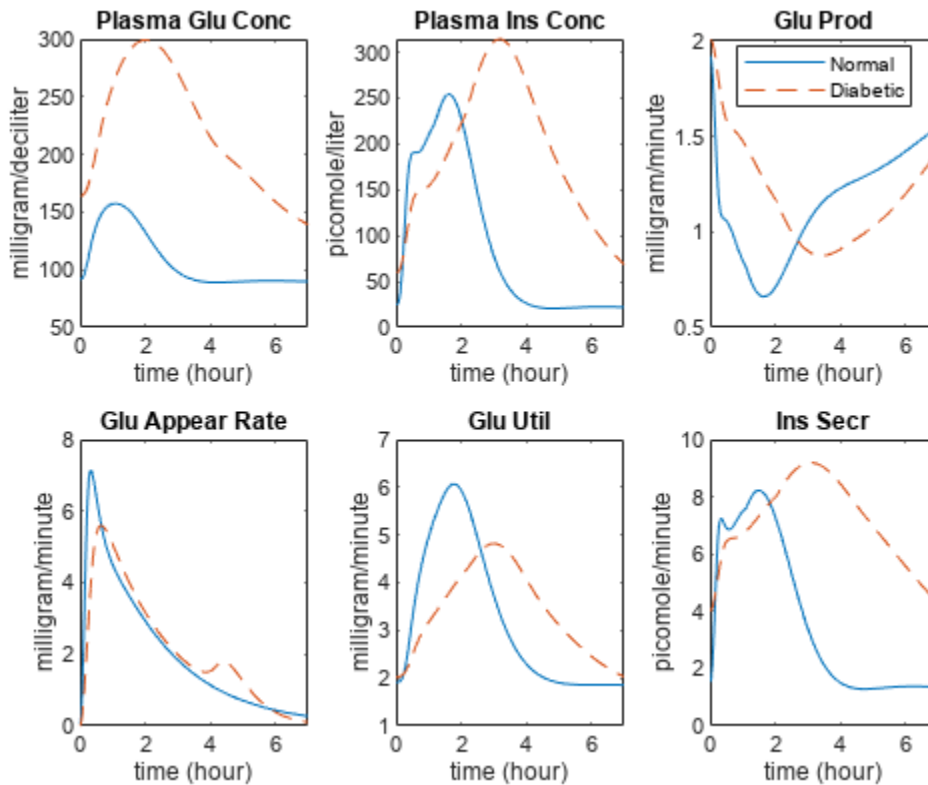 Plasma Glu Conc
milligram/deciliter
300
250
200
150
100
50
0 2 4 6
time (hour)
Plasma Ins Conc
picomole/liter
300
250
200
150
100
50
0
0 2 4 6
time (hour)
Glu Prod
Normal
Diabetic
milligram/minute
2
1.5
1
0.5
0 2 4 6
time (hour)
Glu Appear Rate
milligram/minute
8
6
4
2
0
0 2 4 6
time (hour)
Glu Util
milligram/minute
7
6
5
4
3
2
1
0 2 4 6
time (hour)
Ins Secr
picomole/minute
10
8
6
4
2
0
0 2 4 6
time (hour)